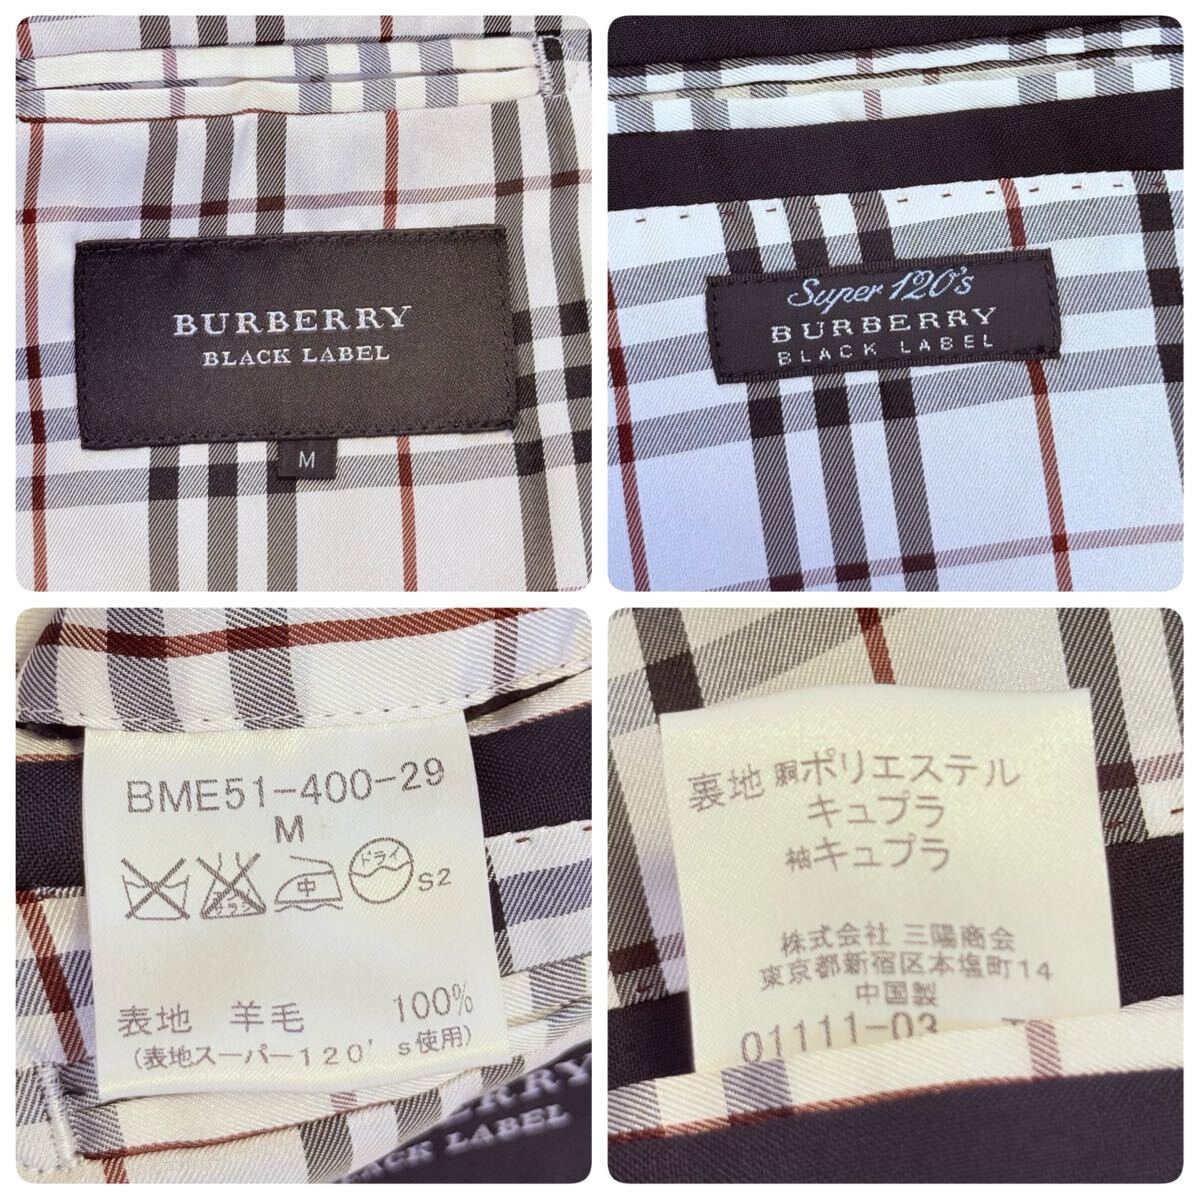 BURBERRY
BLACK LABEL
M
Super 120's
BURBERRY
BLACK LABEL
BME51-400-29
M
中
ドライ
S2
表地 羊毛 100%
(表地スーパー120's使用)
BLACK LABEL
裏地 胴ポリエステル
キュプラ
袖キュプラ
株式会社 三陽商会
東京都新宿区本塩町14
中国製
01111-03